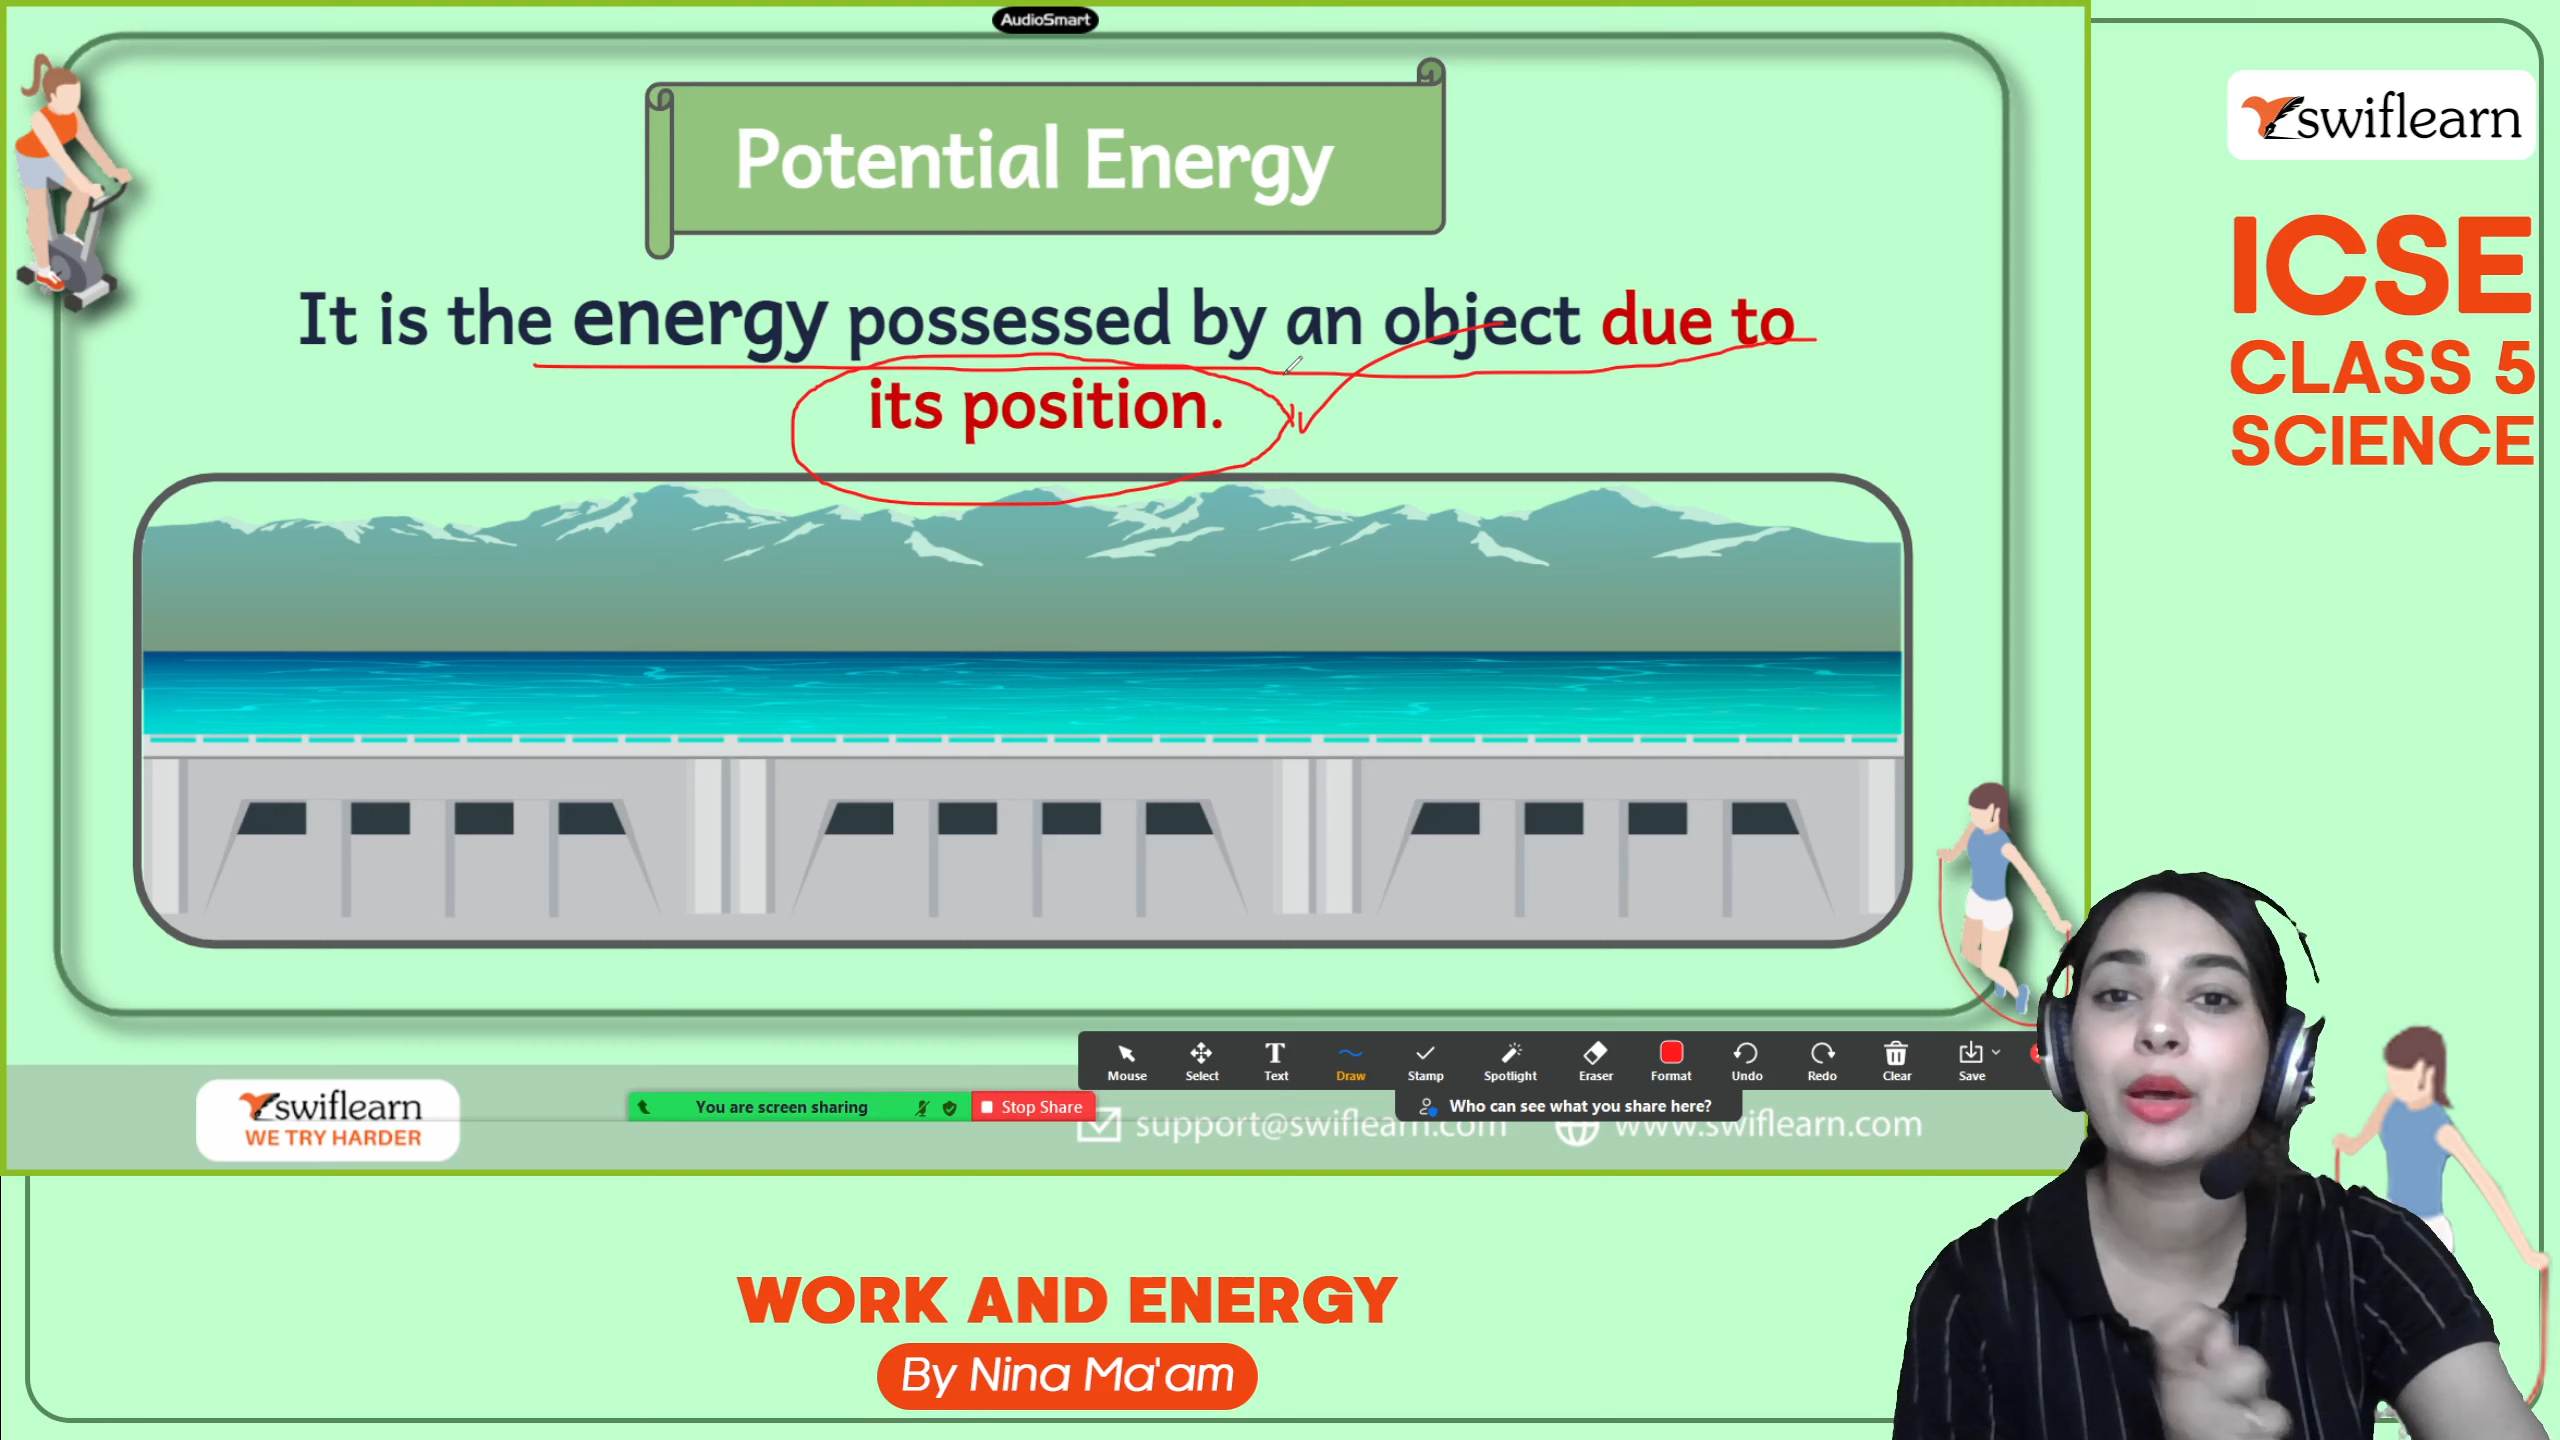 AudioSmart
Potential Energy
It is the energy possessed by an object due to
its position.
swiflearn
ICSE
CLASS 5
SCIENCE
Mouse Select Text Draw Stamp Spotlight Eraser Format Undo Redo Clear Save
swiflearn
WE TRY HARDER
You are screen sharing Stop Share
Who can see what you share here?
support@swiflearn.com www.swiflearn.com
WORK AND ENERGY
By Nina Ma'am